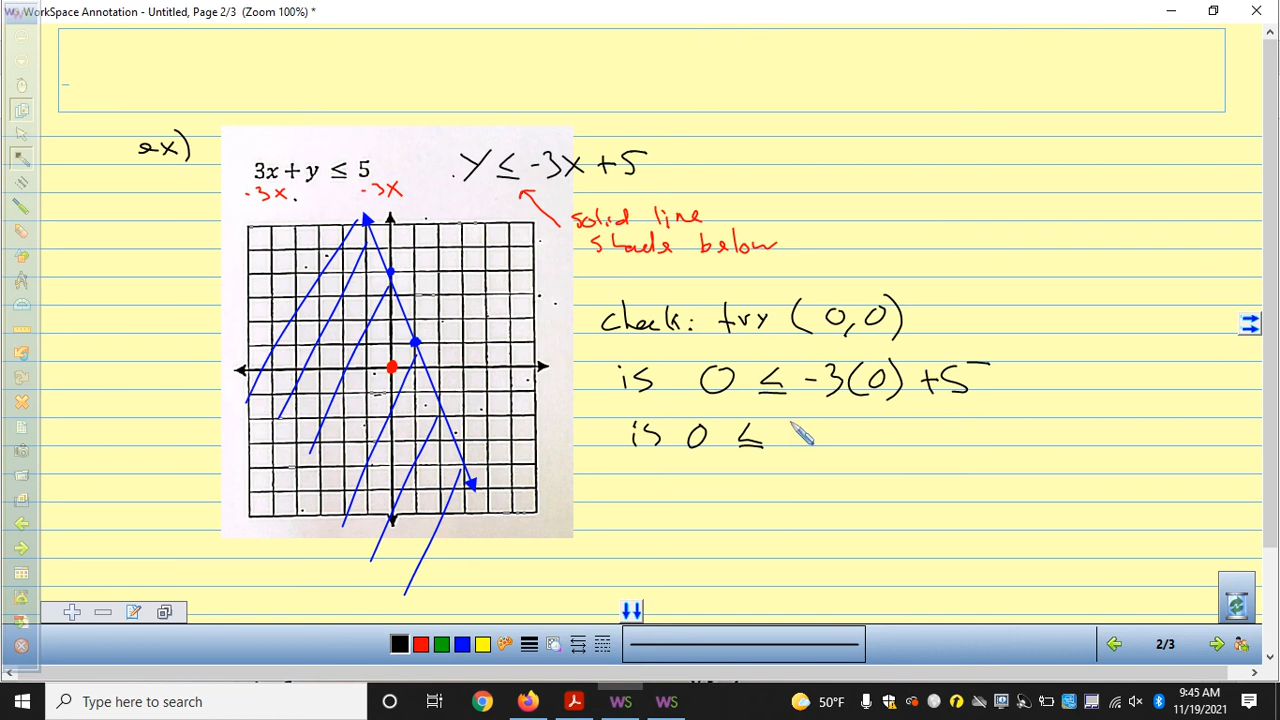 WorkSpace Annotation - Untitled, Page 2/3 (Zoom 100%) *
ex)
3x + y ≤ 5
-3x -3x
y ≤ -3x + 5
solid line
shade below
check: try (0,0)
is 0 ≤ -3(0) + 5
is 0 ≤
2/3
Type here to search
WS WS
50°F
9:45 AM
11/19/2021